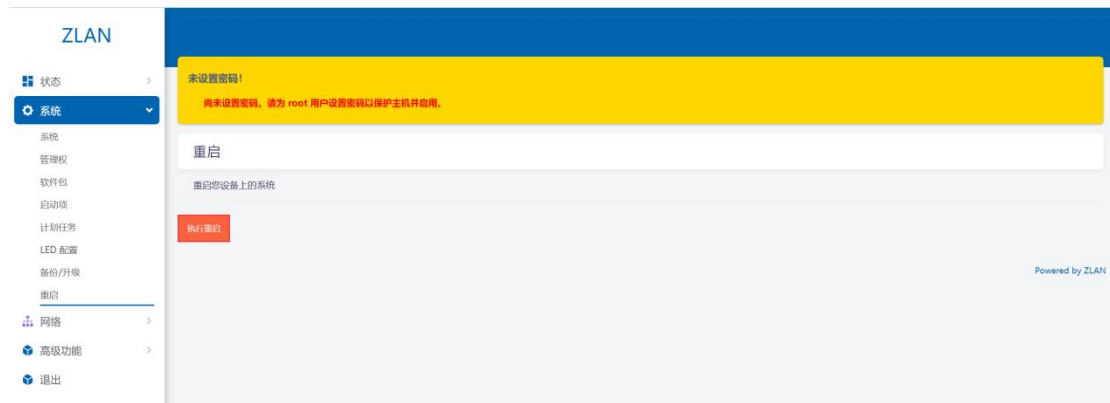 ZLAN
状态
系统
系统
管理权
软件包
启动项
计划任务
LED 配置
备份/升级
重启
网络
高级功能
退出
未设置密码!
尚未设置密码。请为 root 用户设置密码以保护主机并启用。
重启
重启您设备上的系统
执行重启
Powered by ZLAN